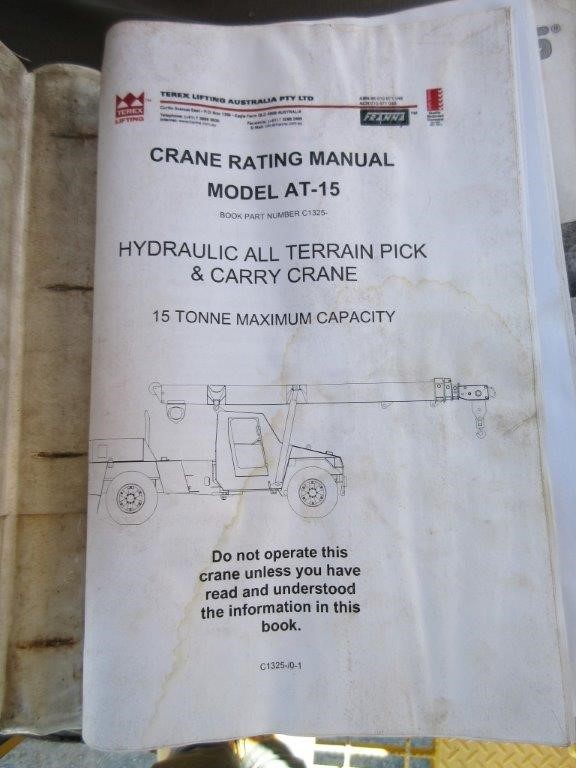 TEREX
LIFTING
TEREX LIFTING AUSTRALIA PTY LTD
FRANNA
CRANE RATING MANUAL
MODEL AT-15
BOOK PART NUMBER C1325-
HYDRAULIC ALL TERRAIN PICK
& CARRY CRANE
15 TONNE MAXIMUM CAPACITY
Do not operate this
crane unless you have
read and understood
the information in this
book.
C1325-/0-1